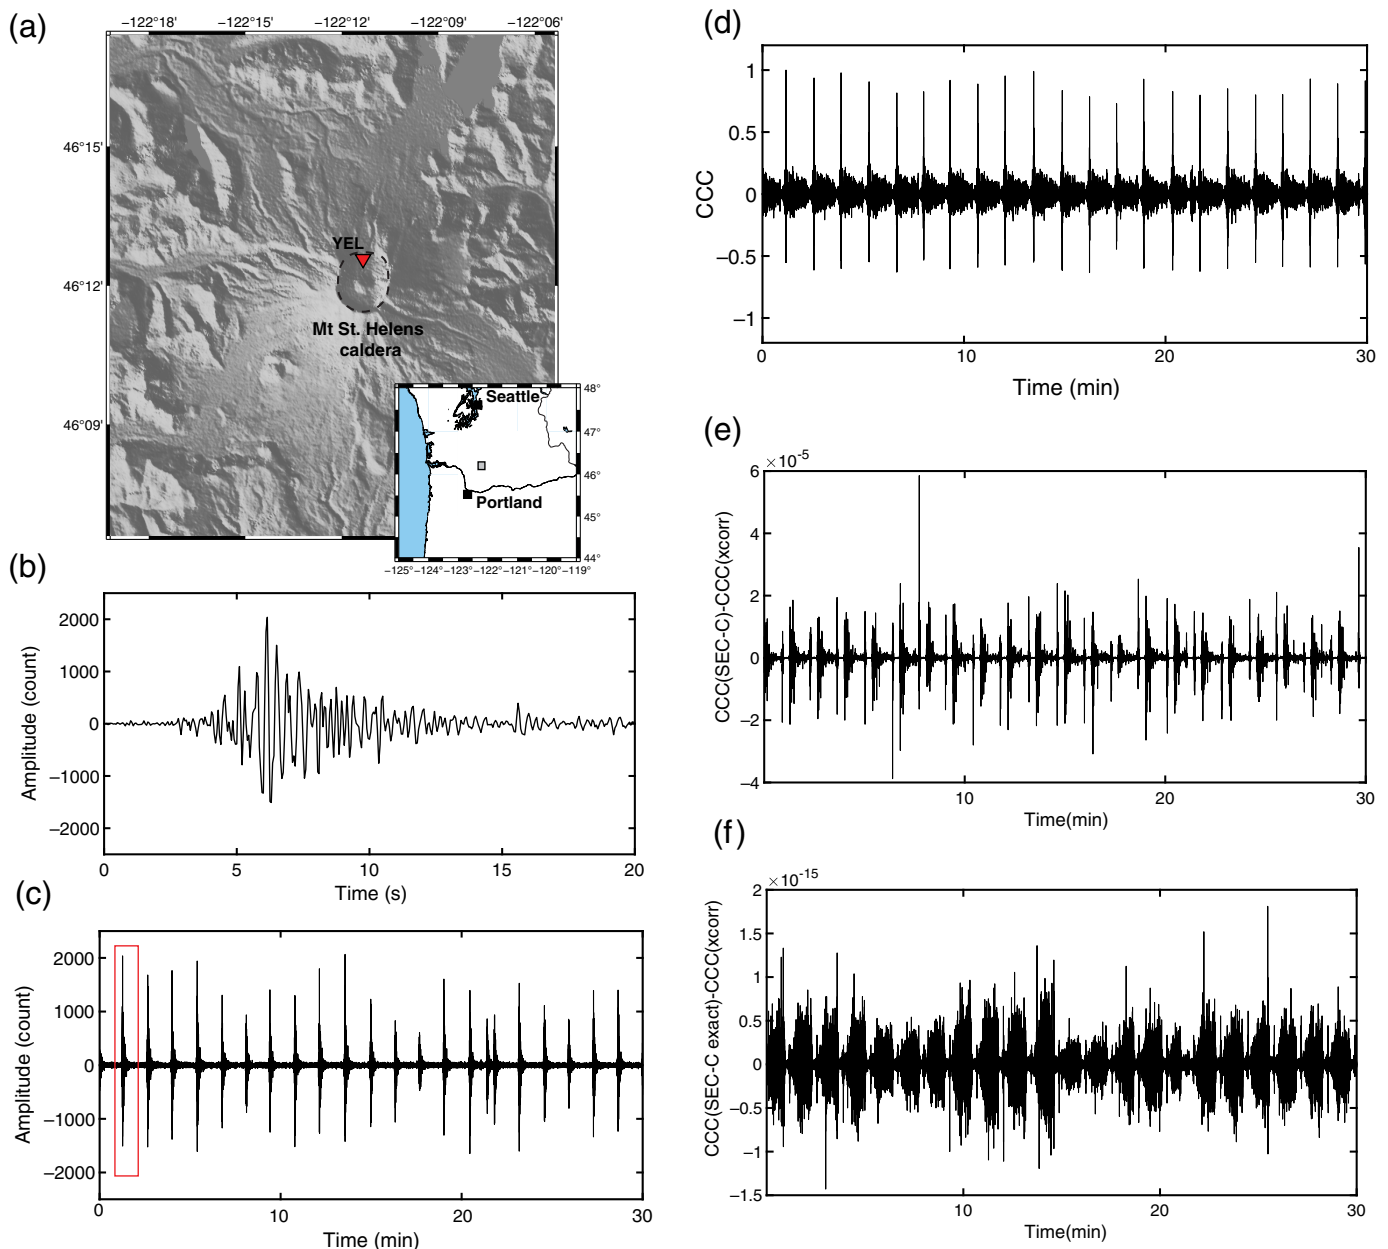 (a)
−122°18' −122°15' −122°12' −122°09' −122°06'
46°15'
46°12'
46°09'
YEL
Mt St. Helens
caldera
Seattle
Portland
48°
47°
46°
45°
44°
−125° −124° −123° −122° −121° −120° −119°
(b)
Amplitude (count)
2000
1000
0
−1000
−2000
0 5 10 15 20
Time (s)
(c)
Amplitude (count)
2000
1000
0
−1000
−2000
0 10 20 30
Time (min)
(d)
CCC
1
0.5
0
−0.5
−1
0 10 20 30
Time (min)
(e)
×10-5
CCC(SEC-C)-CCC(xcorr)
6
4
2
0
−2
−4
10 20 30
Time(min)
(f)
×10-15
CCC(SEC-C exact)-CCC(xcorr)
2
1.5
1
0.5
0
−0.5
−1
−1.5
10 20 30
Time(min)